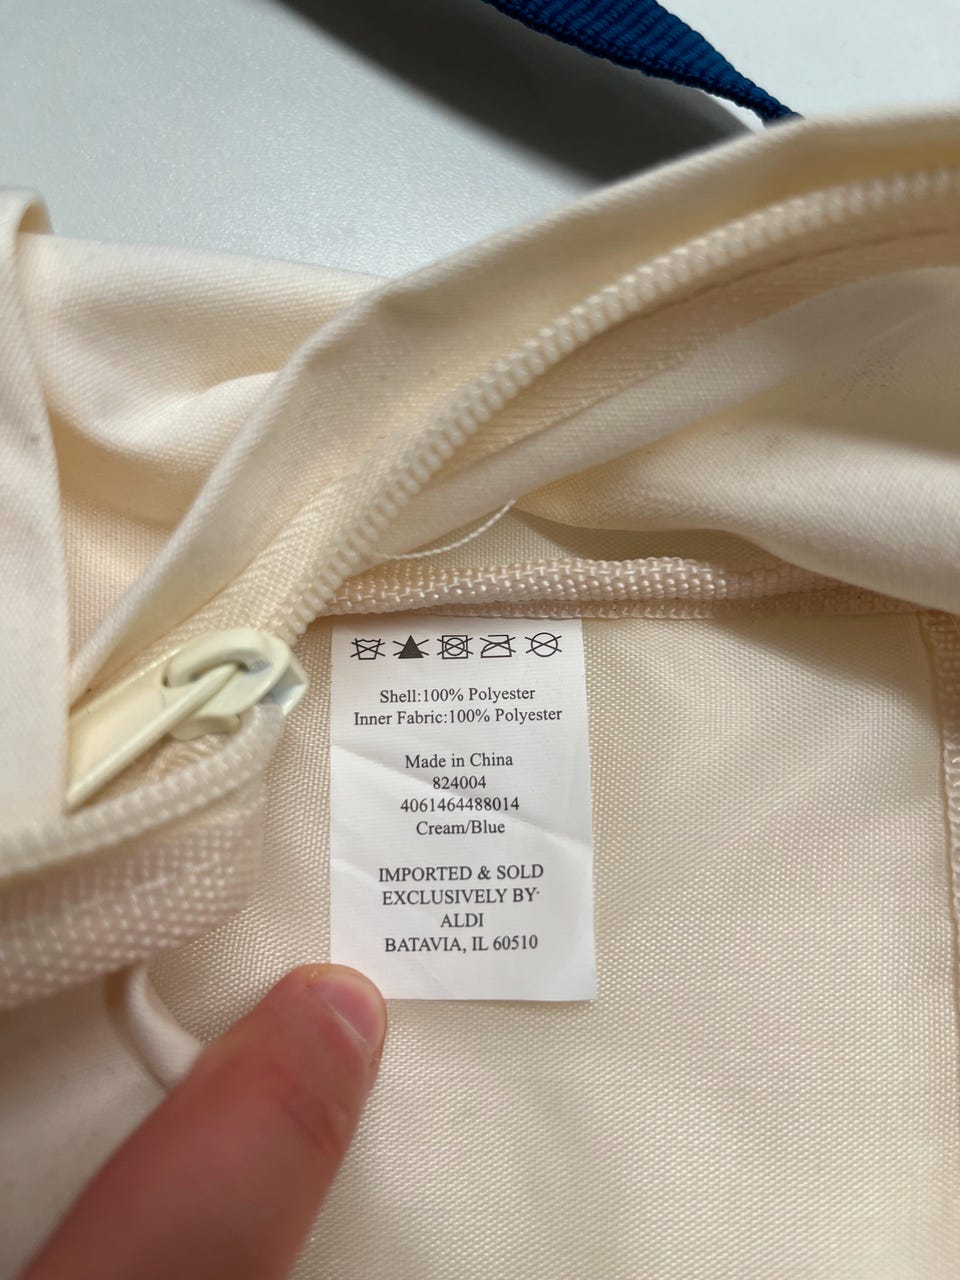 Shell:100% Polyester
Inner Fabric:100% Polyester
Made in China
824004
4061464488014
Cream/Blue
IMPORTED & SOLD
EXCLUSIVELY BY:
ALDI
BATAVIA, IL 60510